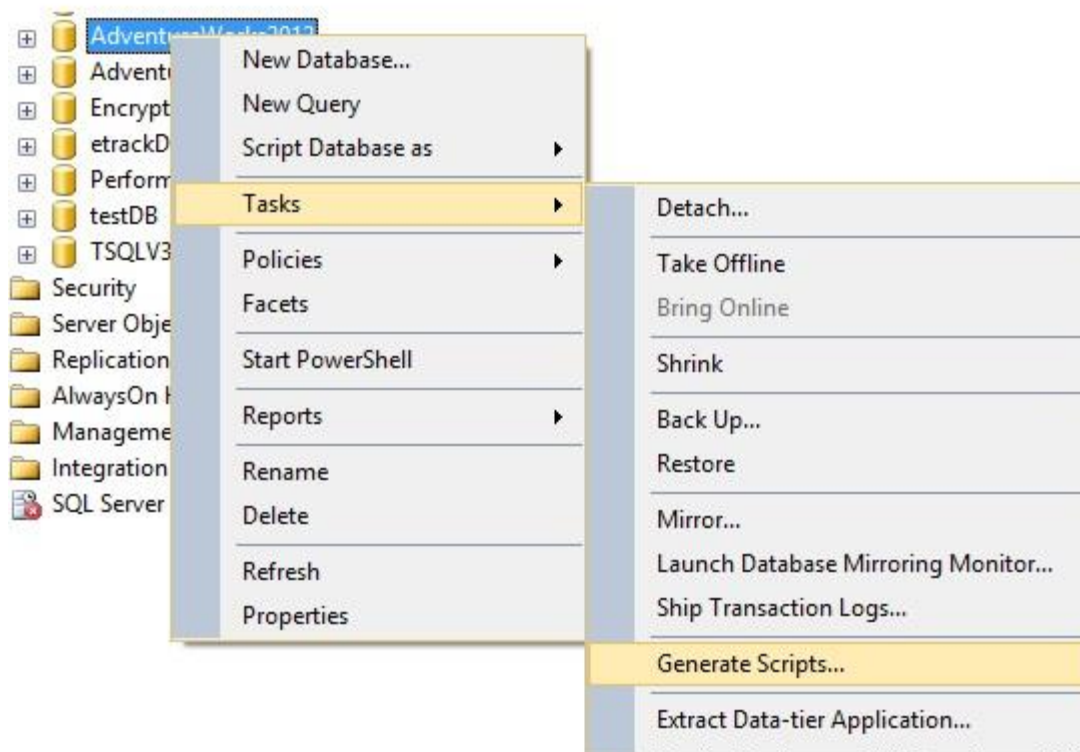 AdventureWorks2012
Advent
Encrypt
etrackD
Perform
testDB
TSQLV3
Security
Server Obje
Replication
AlwaysOn
Manageme
Integration
SQL Server
New Database...
New Query
Script Database as
Tasks
Policies
Facets
Start PowerShell
Reports
Rename
Delete
Refresh
Properties
Detach...
Take Offline
Bring Online
Shrink
Back Up...
Restore
Mirror...
Launch Database Mirroring Monitor...
Ship Transaction Logs...
Generate Scripts...
Extract Data-tier Application...